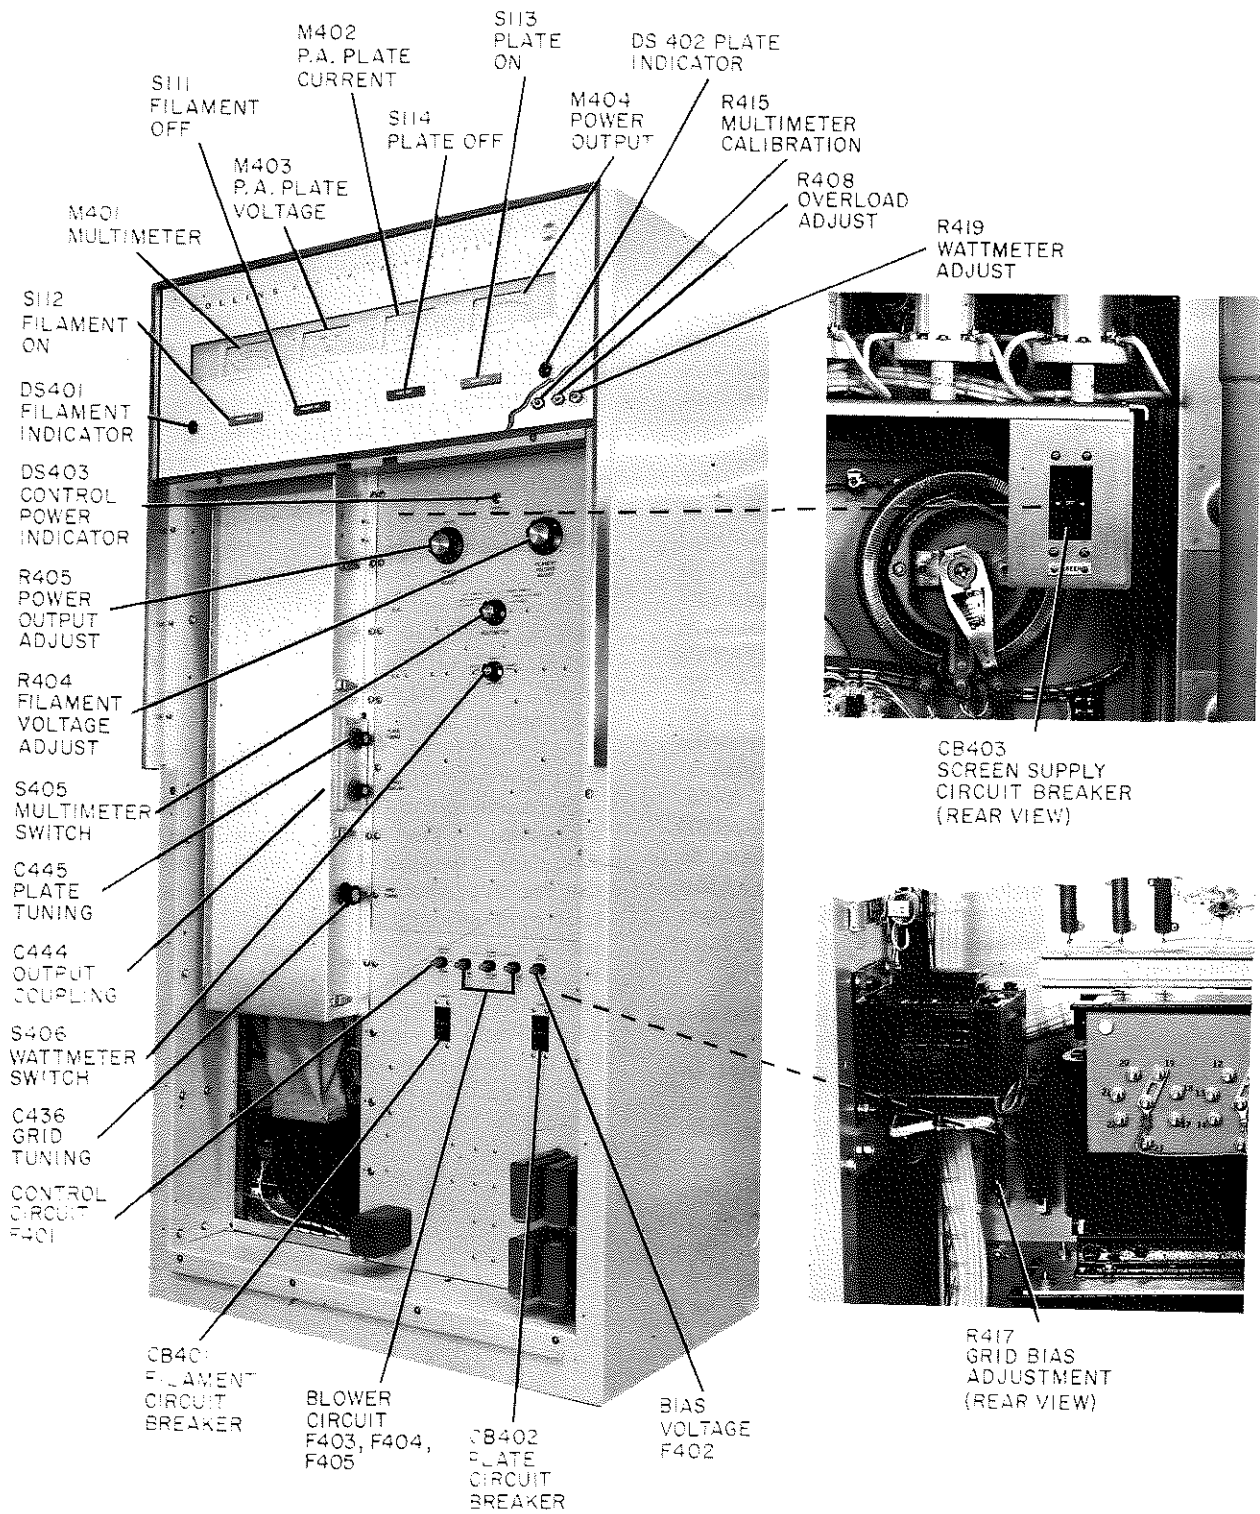 S113
PLATE
ON
M402
P.A. PLATE
CURRENT
DS 402 PLATE
INDICATOR
S111
FILAMENT
OFF
S114
PLATE OFF
M404
POWER
OUTPUT
R415
MULTIMETER
CALIBRATION
M403
P.A. PLATE
VOLTAGE
R408
OVERLOAD
ADJUST
M401
MULTIMETER
R419
WATTMETER
ADJUST
S112
FILAMENT
ON
DS401
FILAMENT
INDICATOR
DS403
CONTROL
POWER
INDICATOR
R405
POWER
OUTPUT
ADJUST
R404
FILAMENT
VOLTAGE
ADJUST
S405
MULTIMETER
SWITCH
C445
PLATE
TUNING
C444
OUTPUT
COUPLING
S406
WATTMETER
SWITCH
C436
GRID
TUNING
CONTROL
CIRCUIT
F401
CB401
FILAMENT
CIRCUIT
BREAKER
BLOWER
CIRCUIT
F403, F404,
F405
CB402
PLATE
CIRCUIT
BREAKER
BIAS
VOLTAGE
F402
CB403
SCREEN SUPPLY
CIRCUIT BREAKER
(REAR VIEW)
R417
GRID BIAS
ADJUSTMENT
(REAR VIEW)